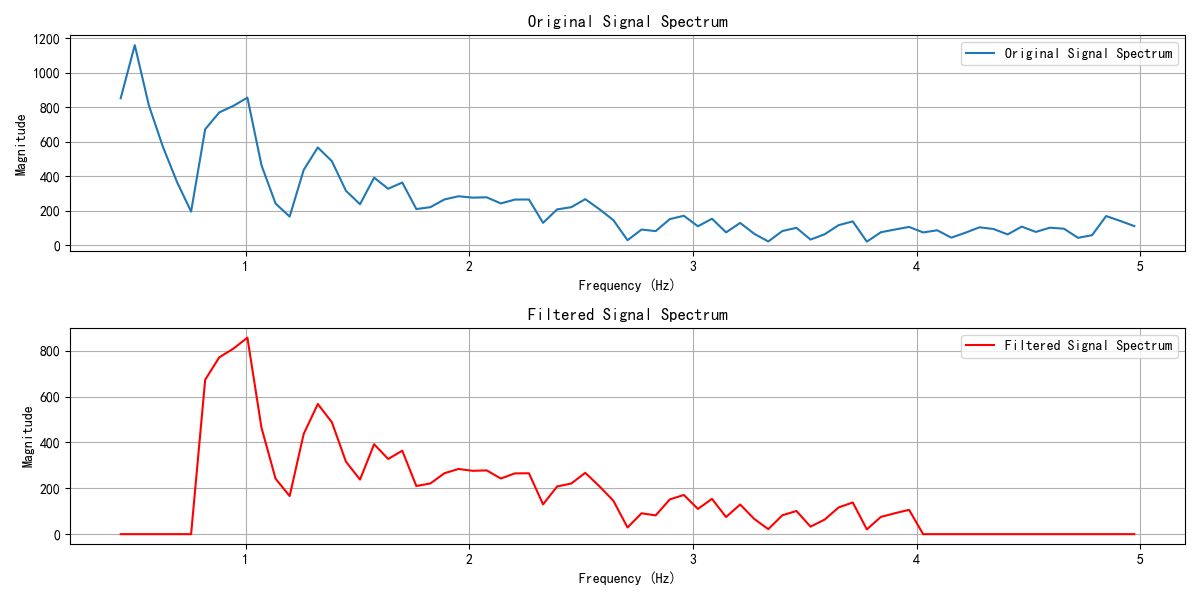 Original Signal Spectrum
1200
1000
800
600
400
200
0
Magnitude
Original Signal Spectrum
1
2
3
4
5
Frequency (Hz)
Filtered Signal Spectrum
800
600
400
200
0
Magnitude
Filtered Signal Spectrum
1
2
3
4
5
Frequency (Hz)